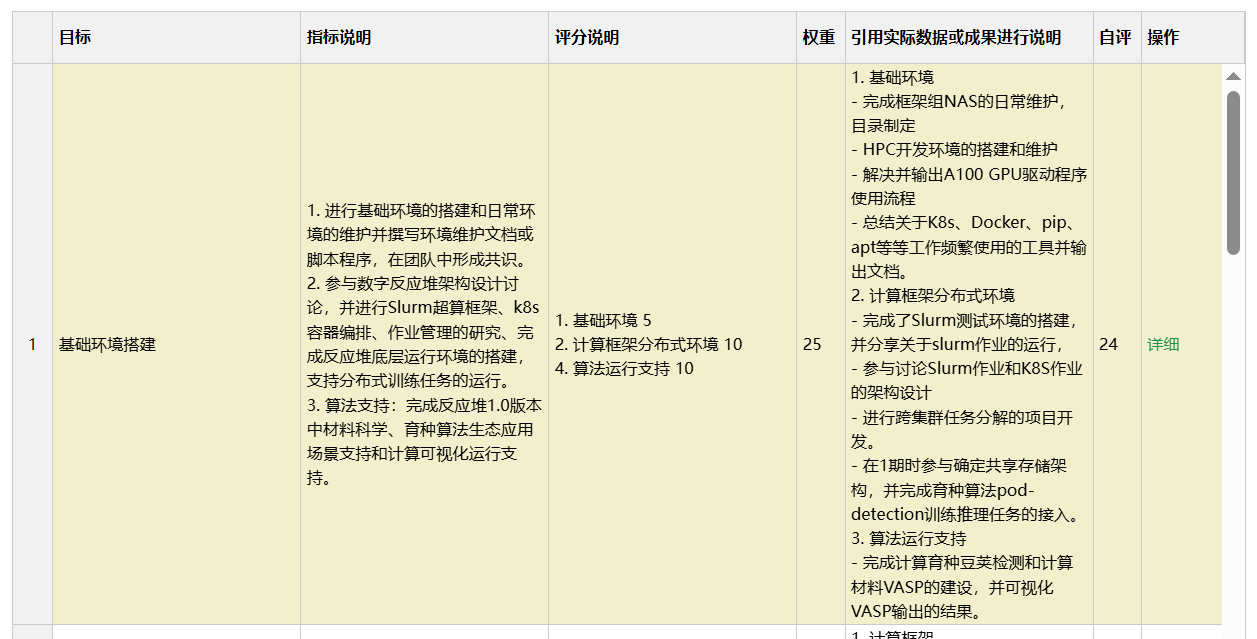 目标
指标说明
评分说明
权重
引用实际数据或成果进行说明
自评
操作
1
基础环境搭建
1. 进行基础环境的搭建和日常环
境的维护并撰写环境维护文档或
脚本程序，在团队中形成共识。
2. 参与数字反应堆架构设计讨
论，并进行Slurm超算框架、k8s
容器编排、作业管理的研究、完
成反应堆底层运行环境的搭建，
支持分布式训练任务的运行。
3. 算法支持：完成反应堆1.0版本
中材料科学、育种算法生态应用
场景支持和计算可视化运行支
持。
1. 基础环境 5
2. 计算框架分布式环境 10
4. 算法运行支持 10
25
1. 基础环境
- 完成框架组NAS的日常维护，
目录制定
- HPC开发环境的搭建和维护
- 解决并输出A100 GPU驱动程序
使用流程
- 总结关于K8s、Docker、pip、
apt等等工作频繁使用的工具并输
出文档。
2. 计算框架分布式环境
- 完成了Slurm测试环境的搭建，
并分享关于slurm作业的运行，
- 参与讨论Slurm作业和K8S作业
的架构设计
- 进行跨集群任务分解的项目开
发。
- 在1期时参与确定共享存储架
构，并完成育种算法pod-
detection训练推理任务的接入。
3. 算法运行支持
- 完成计算育种豆荚检测和计算
材料VASP的建设，并可视化
VASP输出的结果。
24
详细
1. 计算框架